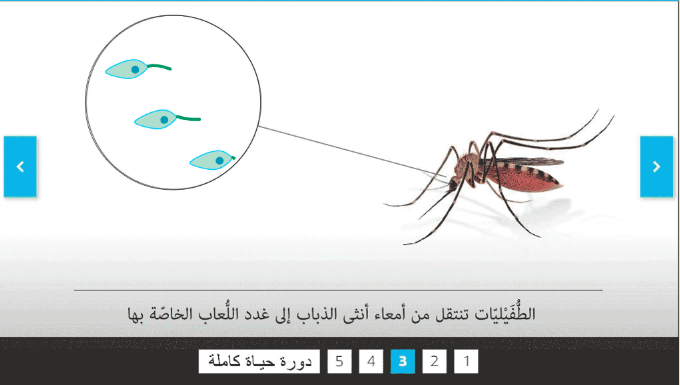 الطُّفَيْليّات تنتقل من أمعاء أنثى الذباب إلى غدد اللُّعاب الخاصّة بها
1 2 3 4 5 دورة حياة كاملة